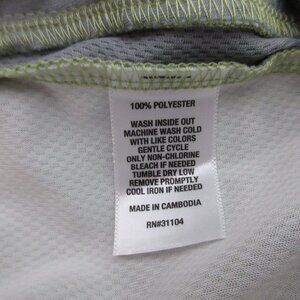 100% POLYESTER
WASH INSIDE OUT
MACHINE WASH COLD
WITH LIKE COLORS
GENTLE CYCLE
ONLY NON-CHLORINE
BLEACH IF NEEDED
TUMBLE DRY LOW
REMOVE PROMPTLY
COOL IRON IF NEEDED
MADE IN CAMBODIA
RN#31104